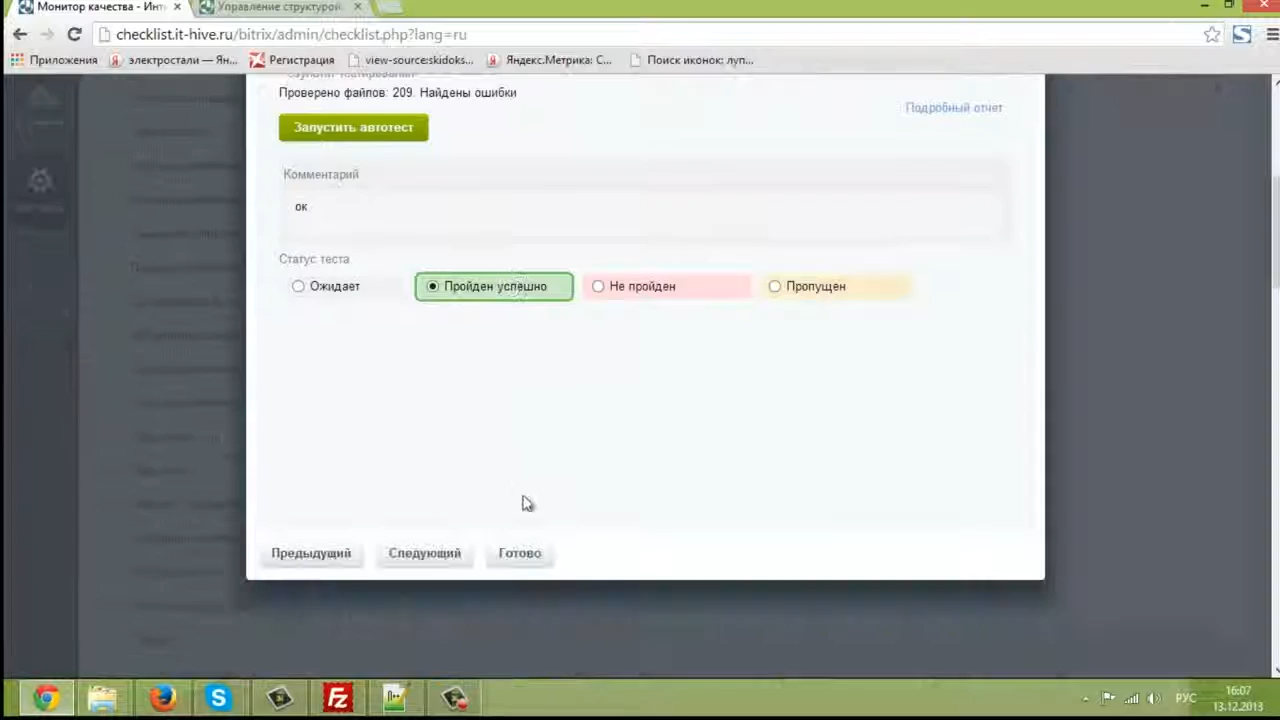 Монитор качества - Инт
Управление структурой
checklist.it-hive.ru/bitrix/admin/checklist.php?lang=ru
Приложения
электростали — Ян...
Регистрация
view-source:skidoks...
Яндекс.Метрика: С...
Поиск иконок: луп...
Проверено файлов: 209. Найдены ошибки
Подробный отчет
Запустить автотест
Комментарий
ок
Статус теста
Ожидает
Пройден успешно
Не пройден
Пропущен
Предыдущий
Следующий
Готово
РУС
16:07
13.12.2013